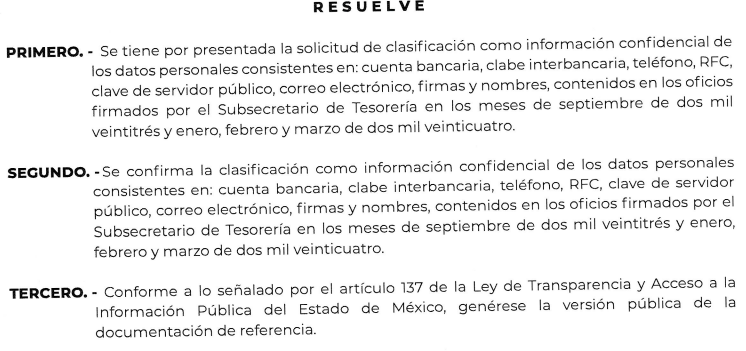 RESUELVE
PRIMERO. - Se tiene por presentada la solicitud de clasificación como información confidencial de
los datos personales consistentes en: cuenta bancaria, clabe interbancaria, teléfono, RFC,
clave de servidor público, correo electrónico, firmas y nombres, contenidos en los oficios
firmados por el Subsecretario de Tesorería en los meses de septiembre de dos mil
veintitrés y enero, febrero y marzo de dos mil veinticuatro.
SEGUNDO. - Se confirma la clasificación como información confidencial de los datos personales
consistentes en: cuenta bancaria, clabe interbancaria, teléfono, RFC, clave de servidor
público, correo electrónico, firmas y nombres, contenidos en los oficios firmados por el
Subsecretario de Tesorería en los meses de septiembre de dos mil veintitrés y enero,
febrero y marzo de dos mil veinticuatro.
TERCERO. - Conforme a lo señalado por el artículo 137 de la Ley de Transparencia y Acceso a la
Información Pública del Estado de México, genérese la versión pública de la
documentación de referencia.